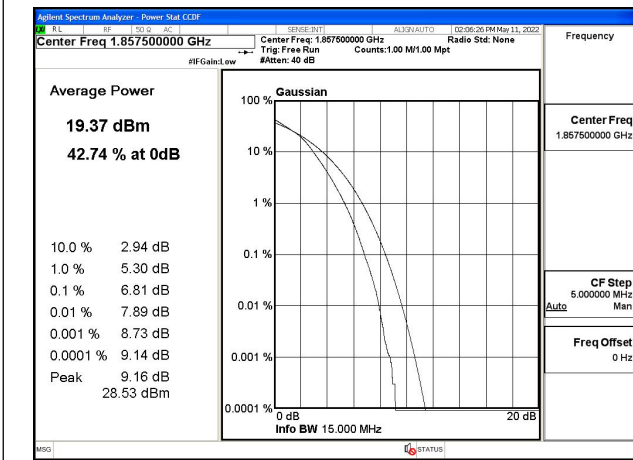 Agilent Spectrum Analyzer - Power Stat CCDF
RL RF 50 Ω AC SENSE:INT ALIGNAUTO 02:06:26 PM May 11, 2022
Center Freq 1.857500000 GHz
Center Freq: 1.857500000 GHz Radio Std: None
Trig: Free Run Counts:1.00 M/1.00 Mpt
#IFGain:Low #Atten: 40 dB
Frequency
Average Power
19.37 dBm
42.74 % at 0dB
10.0 % 2.94 dB
1.0 % 5.30 dB
0.1 % 6.81 dB
0.01 % 7.89 dB
0.001 % 8.73 dB
0.0001 % 9.14 dB
Peak 9.16 dB
28.53 dBm
Gaussian
100 %
10 %
1 %
0.1 %
0.01 %
0.001 %
0.0001 %
0 dB 20 dB
Info BW 15.000 MHz
Center Freq
1.857500000 GHz
CF Step
5.000000 MHz
Auto Man
Freq Offset
0 Hz
MSG STATUS